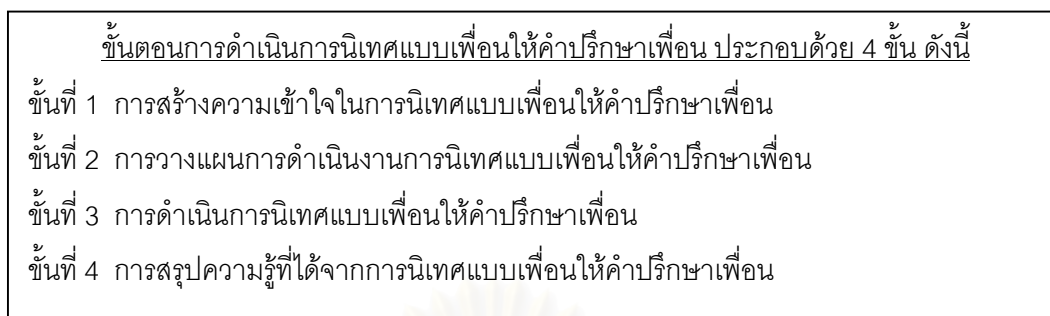 ขั้นตอนการดำเนินการนิเทศแบบเพื่อนให้คำปรึกษาเพื่อน ประกอบด้วย 4 ขั้น ดังนี้
ขั้นที่ 1 การสร้างความเข้าใจในการนิเทศแบบเพื่อนให้คำปรึกษาเพื่อน
ขั้นที่ 2 การวางแผนการดำเนินงานการนิเทศแบบเพื่อนให้คำปรึกษาเพื่อน
ขั้นที่ 3 การดำเนินการนิเทศแบบเพื่อนให้คำปรึกษาเพื่อน
ขั้นที่ 4 การสรุปความรู้ที่ได้จากการนิเทศแบบเพื่อนให้คำปรึกษาเพื่อน